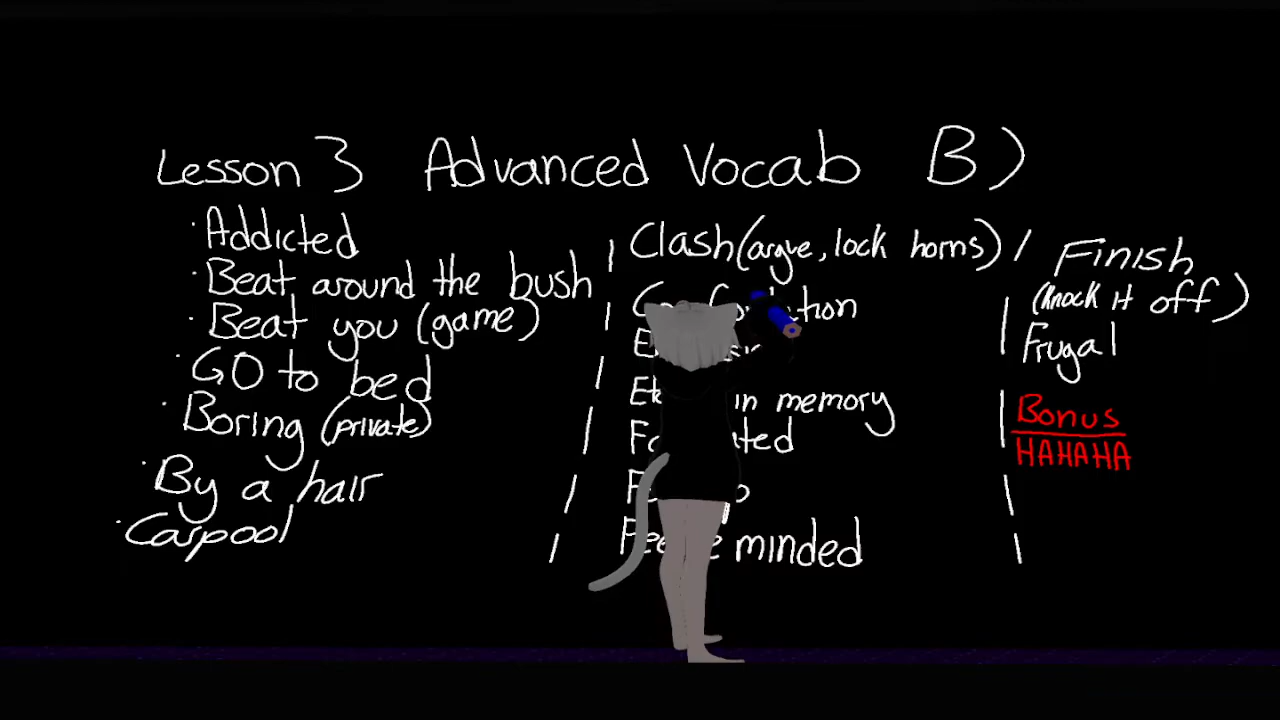 Lesson 3 Advanced Vocab B)
· Addicted
· Beat around the bush
· Beat you (game)
· GO to bed
· Boring (private)
· By a hair
· Carpool
Clash (argue, lock horns)
in memory
minded
Finish
(Knock it off)
Frugal
Bonus
HAHAHA